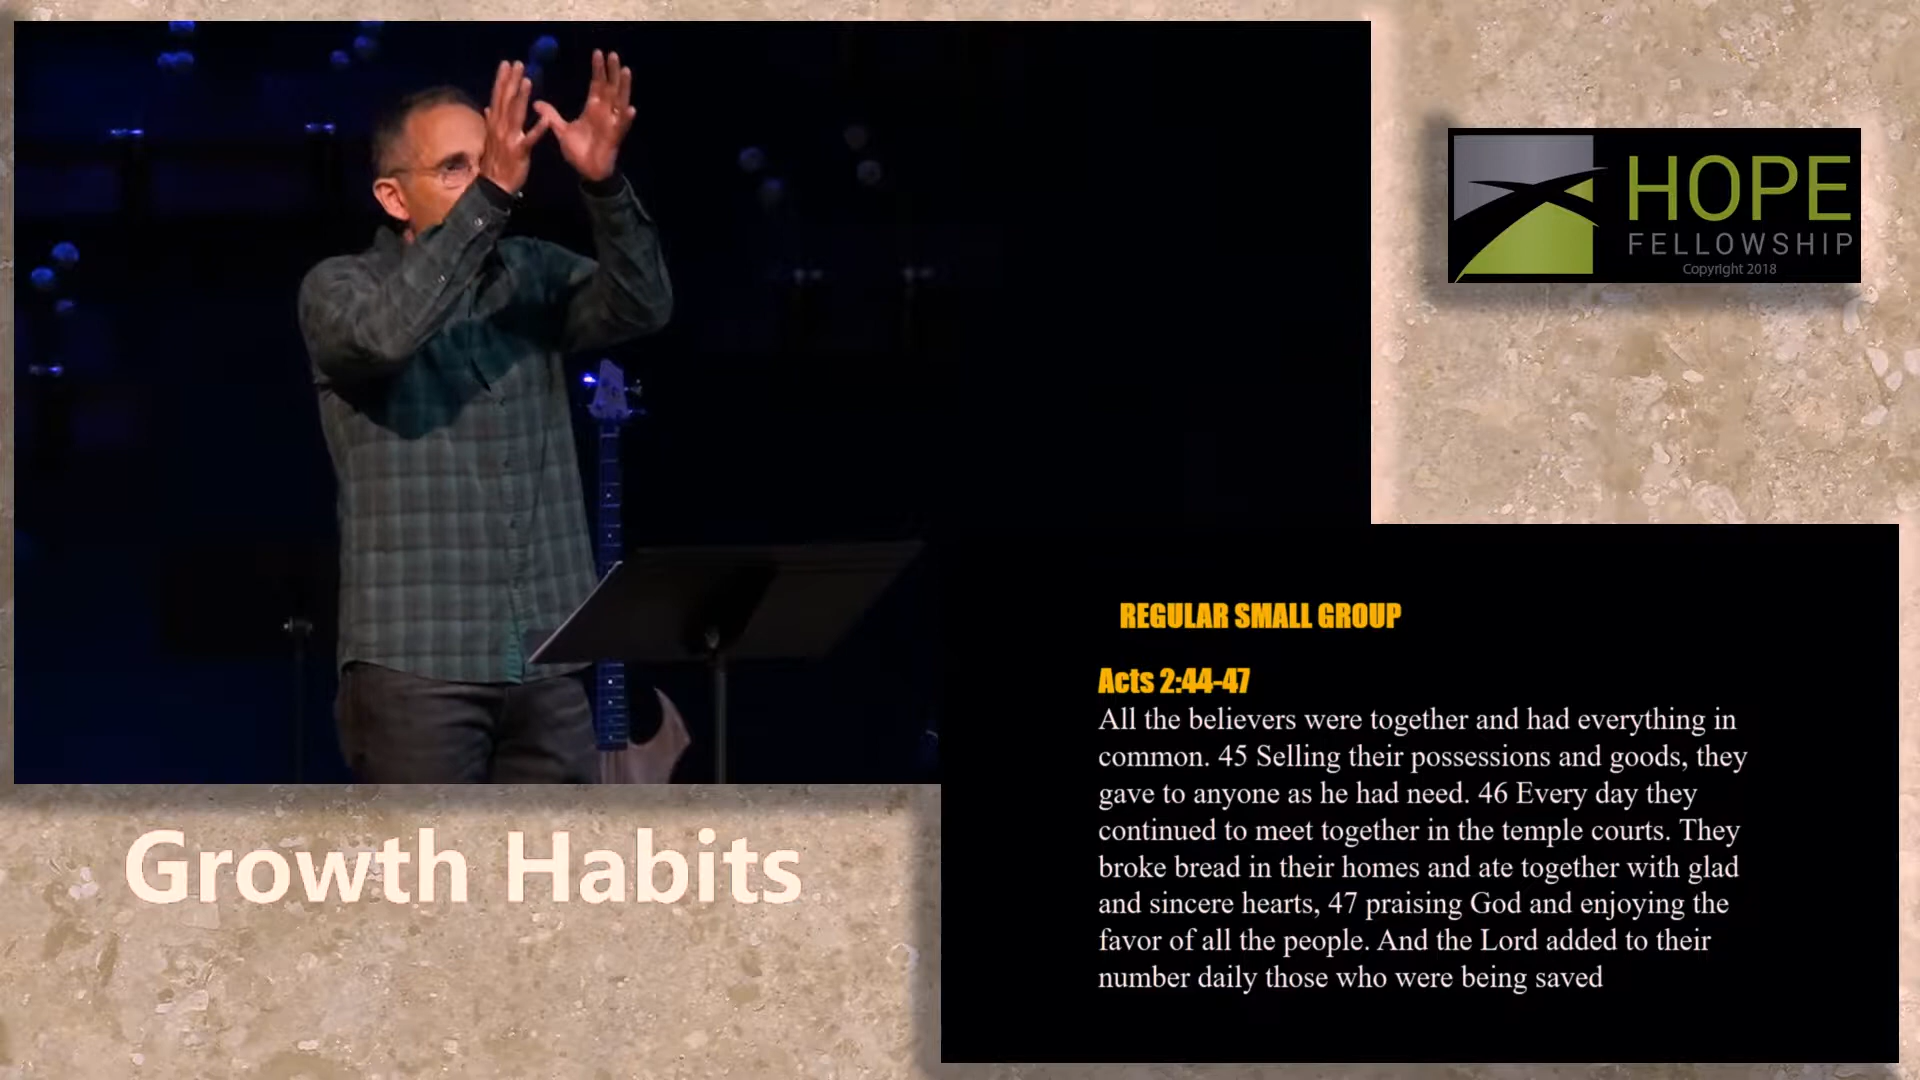 HOPE
FELLOWSHIP
Copyright 2018
REGULAR SMALL GROUP
Acts 2:44-47
All the believers were together and had everything in
common. 45 Selling their possessions and goods, they
gave to anyone as he had need. 46 Every day they
continued to meet together in the temple courts. They
broke bread in their homes and ate together with glad
and sincere hearts, 47 praising God and enjoying the
favor of all the people. And the Lord added to their
number daily those who were being saved
Growth Habits